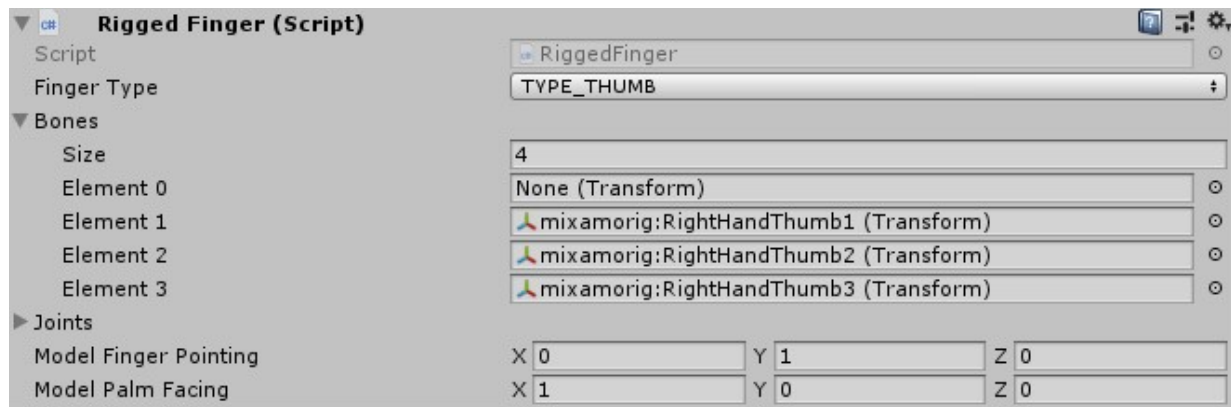 C# Rigged Finger (Script)
Script RiggedFinger
Finger Type TYPE_THUMB
Bones
Size 4
Element 0 None (Transform)
Element 1 mixamorig:RightHandThumb1 (Transform)
Element 2 mixamorig:RightHandThumb2 (Transform)
Element 3 mixamorig:RightHandThumb3 (Transform)
Joints
Model Finger Pointing X 0 Y 1 Z 0
Model Palm Facing X 1 Y 0 Z 0